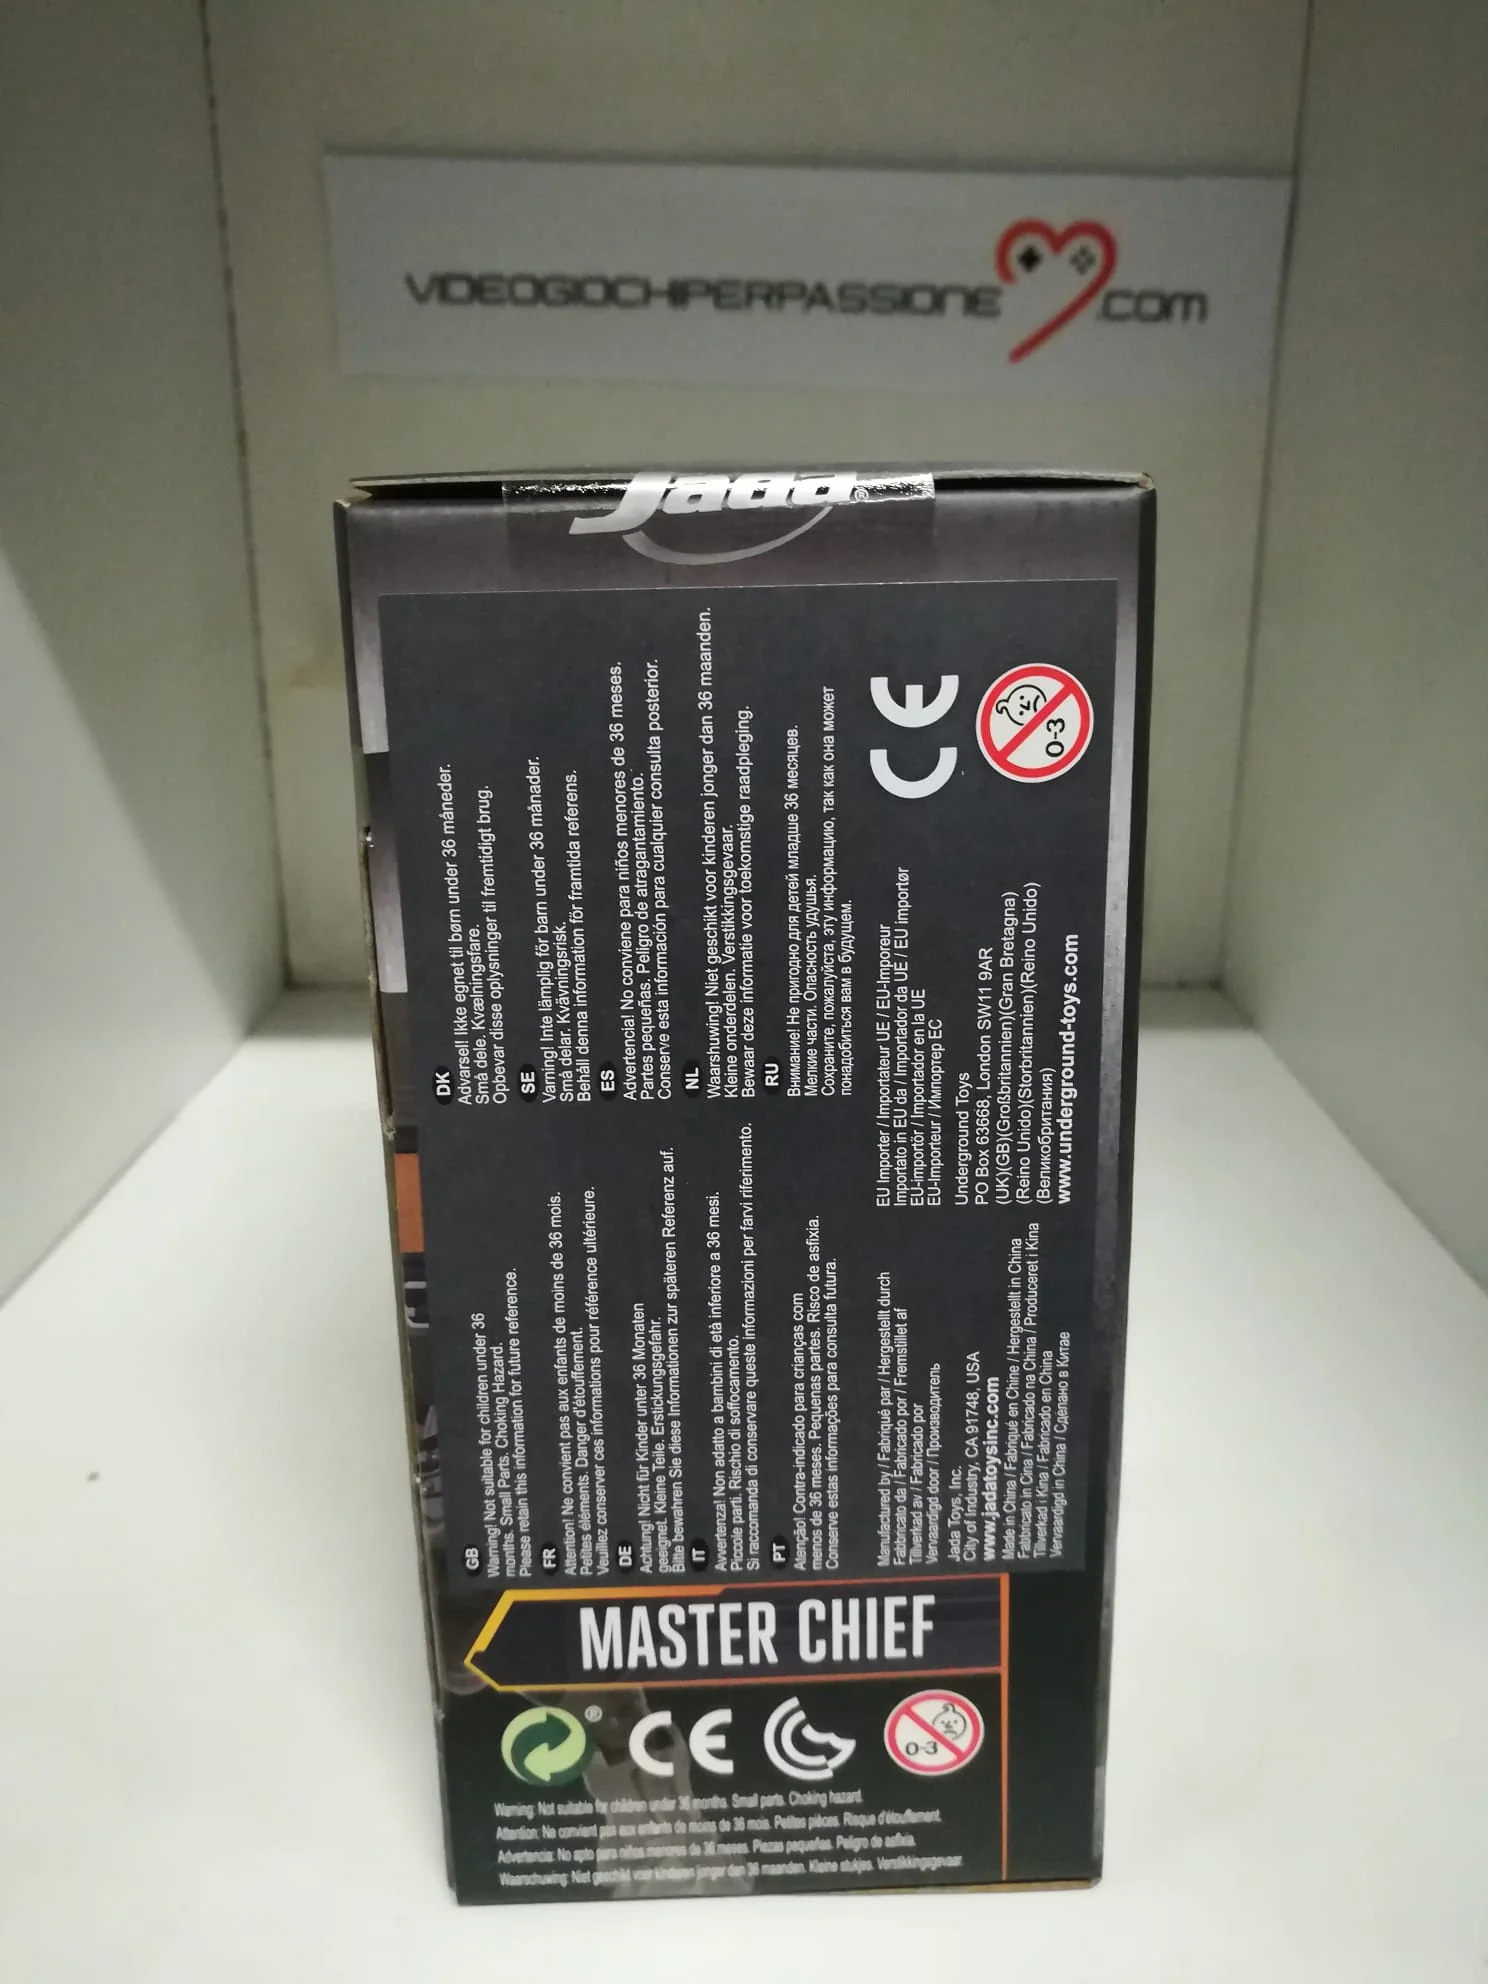 VIDEOGIOCHIPERPASSIONE.COM
Jada®
GB
Warning! Not suitable for children under 36
months. Small Parts. Choking Hazard.
Please retain this information for future reference.
FR
Attention! Ne convient pas aux enfants de moins de 36 mois.
Petites éléments. Danger d'étouffement.
Veuillez conserver ces informations pour référence ultérieure.
DE
Achtung! Nicht für Kinder unter 36 Monaten
geeignet. Kleine Teile. Erstickungsgefahr.
Bitte bewahren Sie diese Informationen zur späteren Referenz auf.
IT
Avvertenza! Non adatto a bambini di età inferiore a 36 mesi.
Piccole parti. Rischio di soffocamento.
Si raccomanda di conservare queste informazioni per farvi riferimento.
PT
Atenção! Contra-indicado para crianças com
menos de 36 meses. Pequenas partes. Risco de asfixia.
Conserve estas informações para consulta futura.
DK
Advarsel! Ikke egnet til børn under 36 måneder.
Små dele. Kvælningsfare.
Opbevar disse oplysninger til fremtidigt brug.
SE
Varning! Inte lämplig för barn under 36 månader.
Små delar. Kvävningsrisk.
Behåll denna information för framtida referens.
ES
Advertencia! No conviene para niños menores de 36 meses.
Partes pequeñas. Peligro de atragantamiento.
Conserve esta información para cualquier consulta posterior.
NL
Waarshuwing! Niet geschikt voor kinderen jonger dan 36 maanden.
Kleine onderdelen. Verstikkingsgevaar.
Bewaar deze informatie voor toekomstige raadpleging.
RU
Внимание! Не пригодно для детей младше 36 месяцев.
Мелкие части. Опасность удушья.
Сохраните, пожалуйста, эту информацию, так как она может
понадобиться вам в будущем.
Manufactured by / Fabriqué par / Hergestellt durch
Fabbricato da / Fabricado por / Fremstillet af
Tillverkad av / Fabricado por
Vervaardigd door / Производитель
Jada Toys, Inc.
City of Industry, CA 91748, USA
www.jadatoysinc.com
Made in China / Fabriqué en Chine / Hergestellt in China
Fabbricato in Cina / Fabricado na China / Produceret i Kina
Tillverkad i Kina / Fabricado en China
Vervaardigd in China / Сделано в Китае
EU Importer / Importateur UE / EU-Imporeur
Importato in EU da / Importador da UE / EU importør
EU-importör / Importador en la UE
EU-Importeur / Импортер ЕС
Underground Toys
PO Box 63668, London SW11 9AR
(UK)(GB)(Großbritannien)(Gran Bretagna)
(Reino Unido)(Storbritannien)(Reino Unido)
(Великобритания)
www.underground-toys.com
CE
0-3
MASTER CHIEF
®
CE
0-3
Warning: Not suitable for children under 36 months. Small parts. Choking hazard.
Attention: Ne convient pas aux enfants de moins de 36 mois. Petites pièces. Risque d'étouffement.
Advertencia: No apto para niños menores de 36 meses. Piezas pequeñas. Peligro de asfixia.
Waarschuwing: Niet geschikt voor kinderen jonger dan 36 maanden. Kleine stukjes. Verstikkingsgevaar.